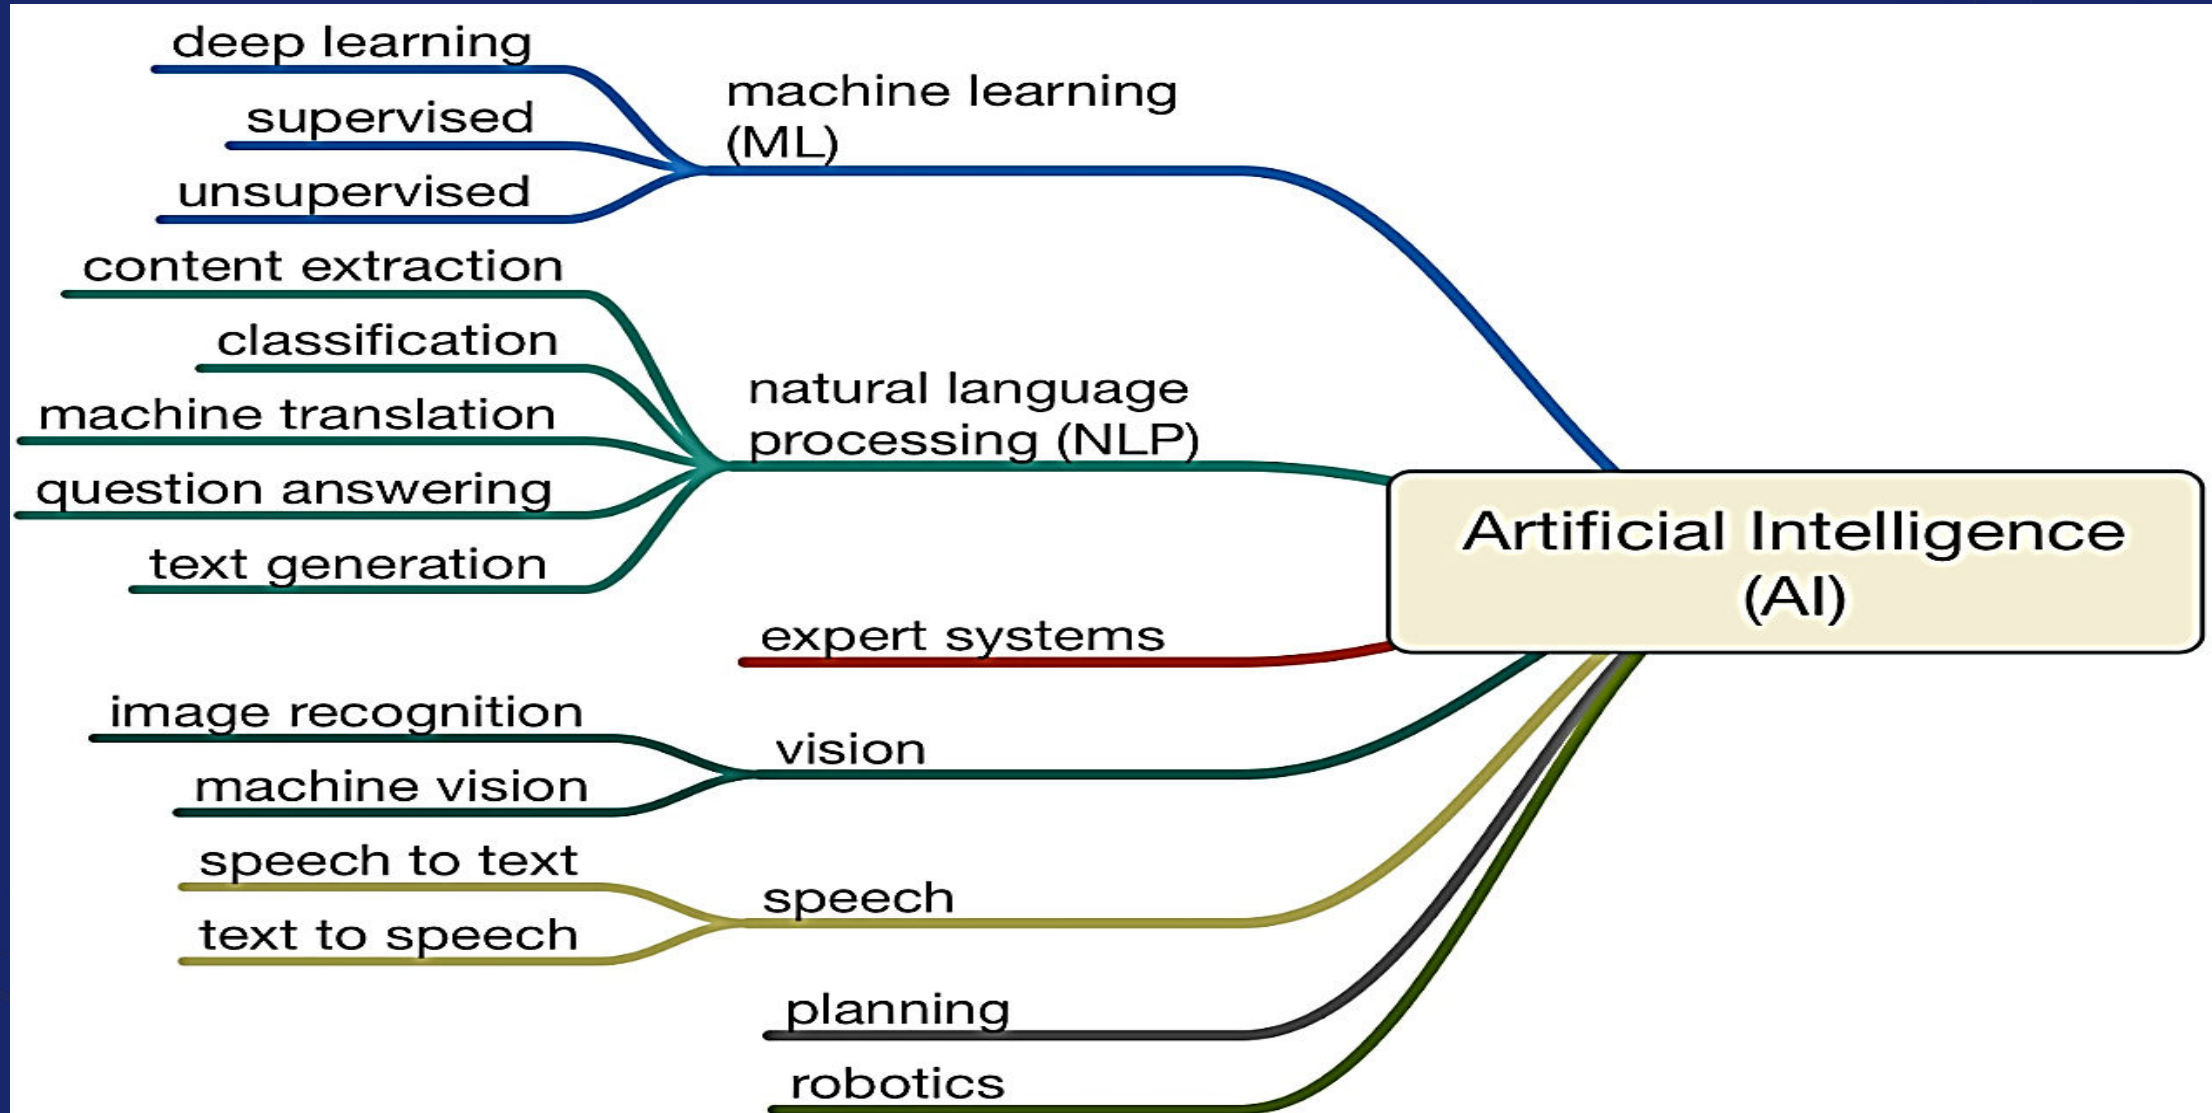 deep learning
supervised
unsupervised
machine learning
(ML)
content extraction
classification
machine translation
question answering
text generation
natural language
processing (NLP)
expert systems
image recognition
machine vision
vision
speech to text
text to speech
speech
planning
robotics
Artificial Intelligence
(AI)